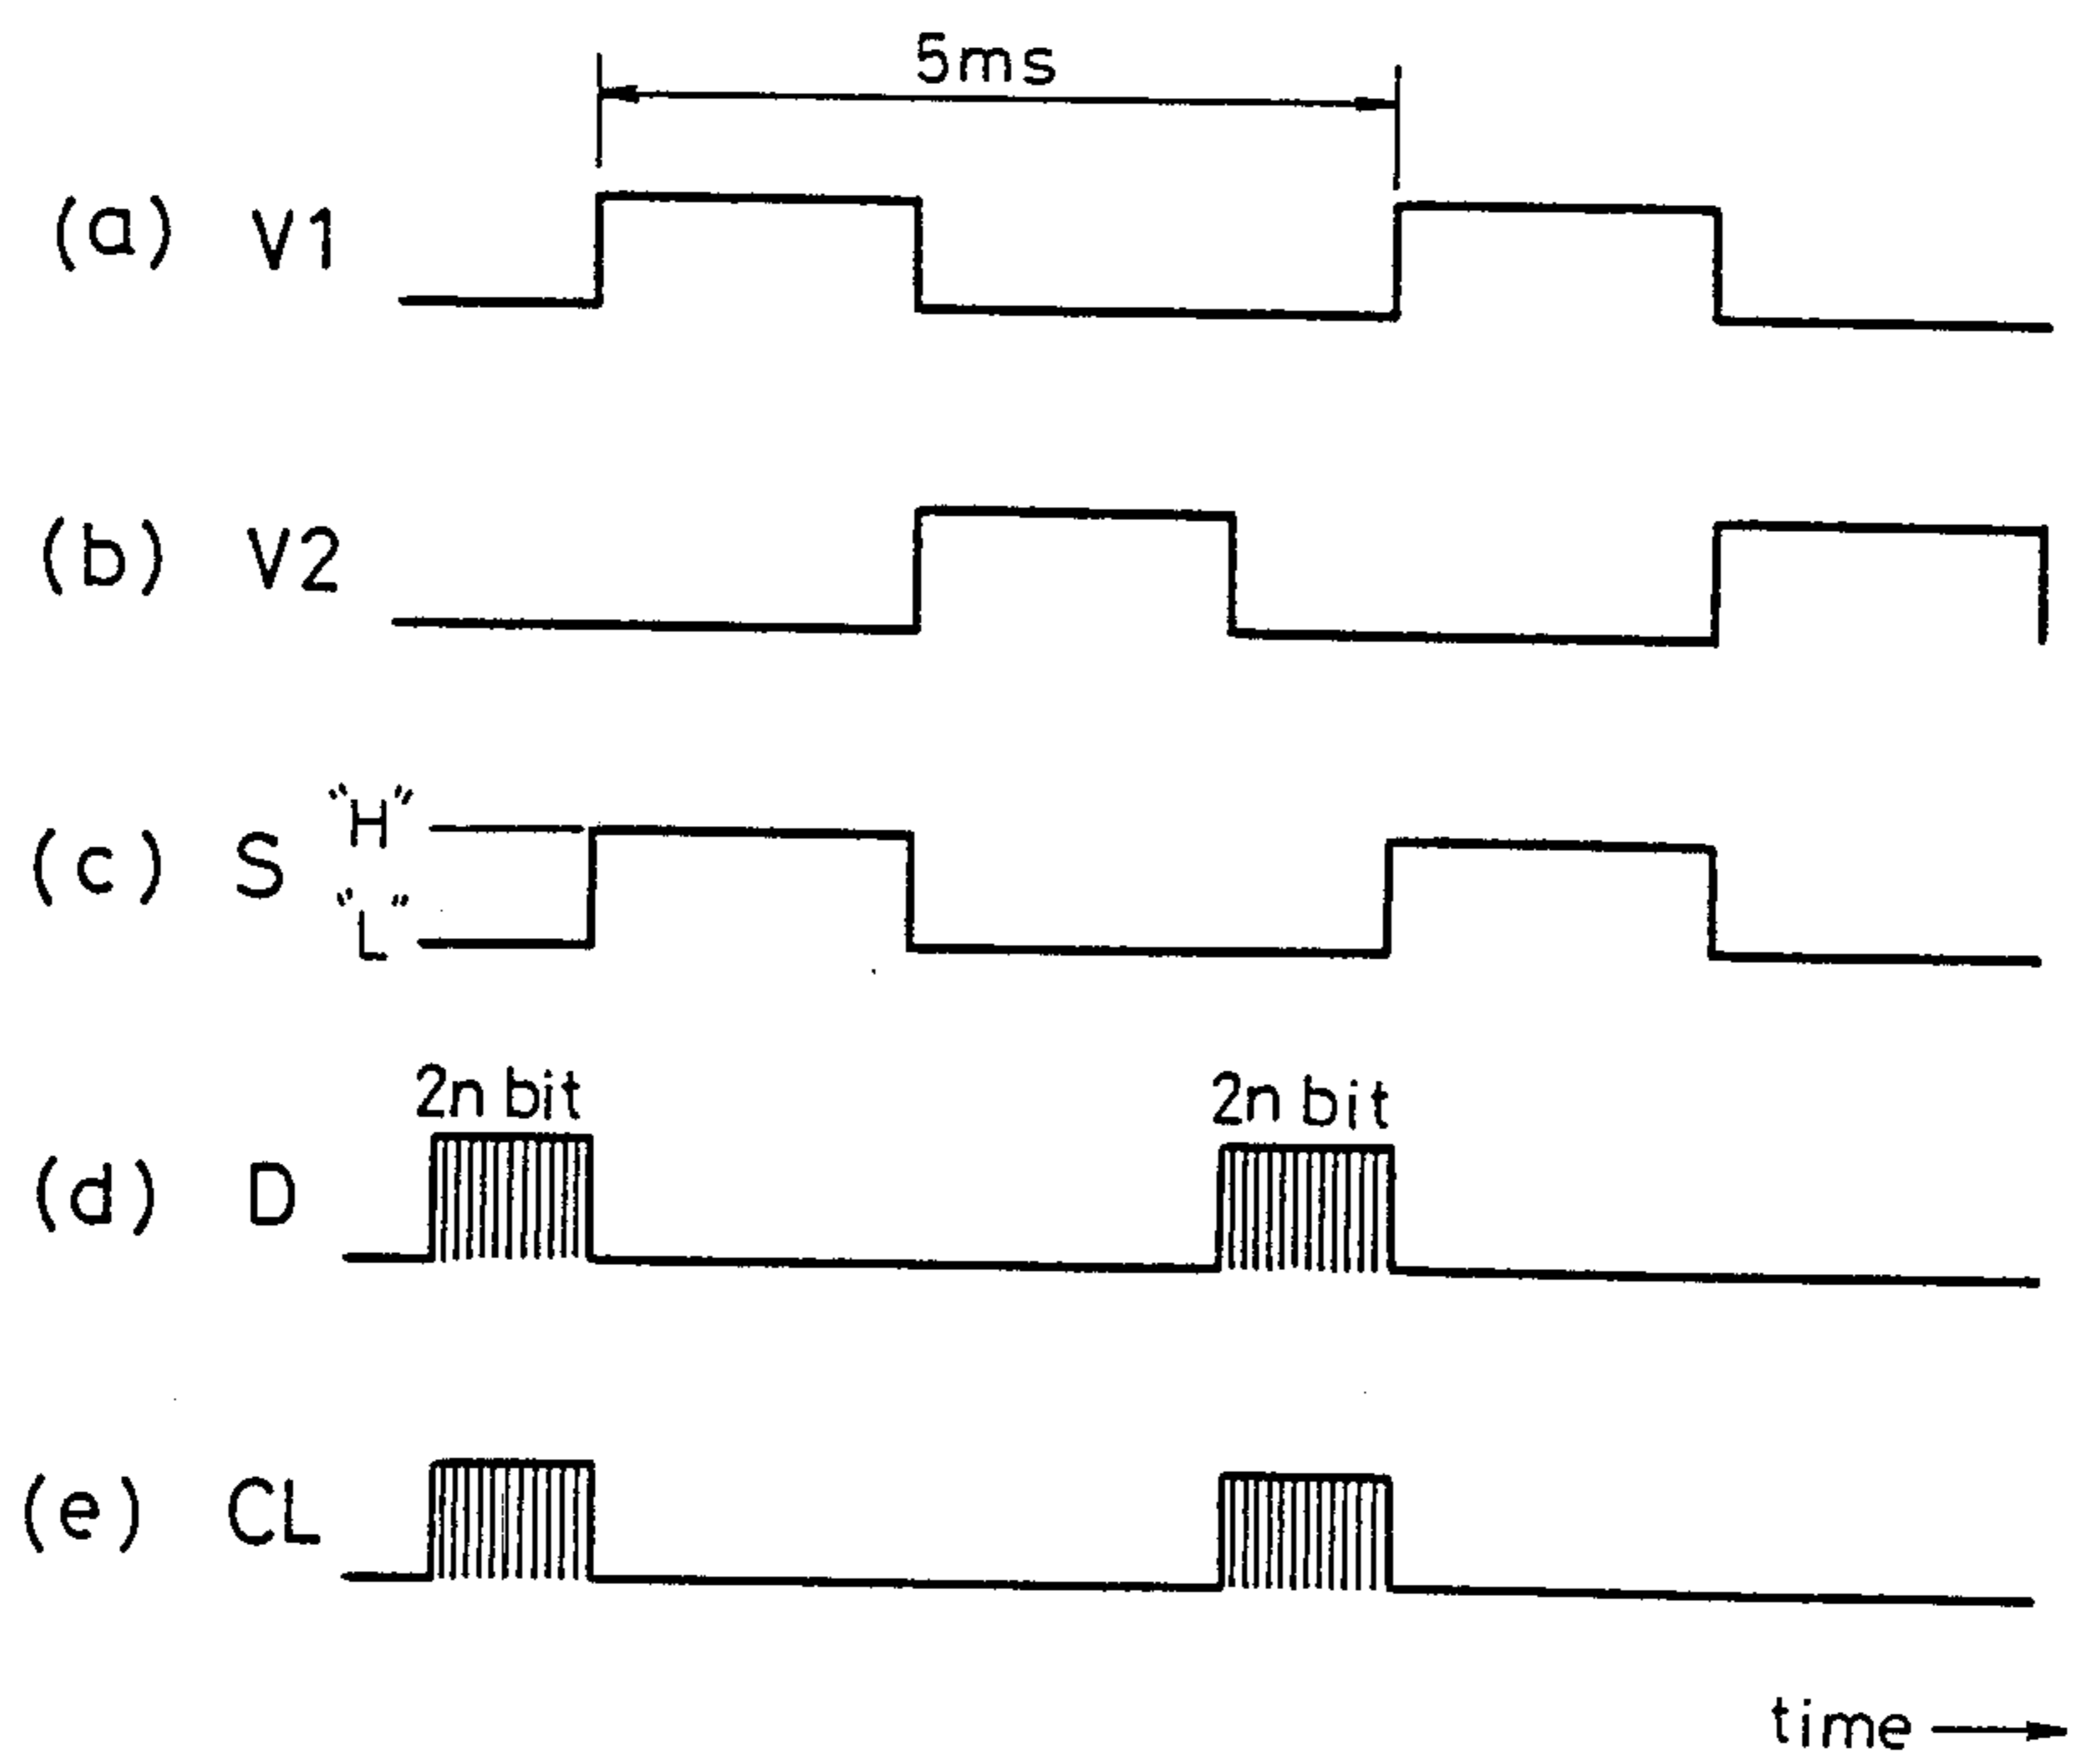 5ms
(a) V1
(b) V2
(c) S "H"
"L"
2n bit 2n bit
(d) D
(e) CL
time